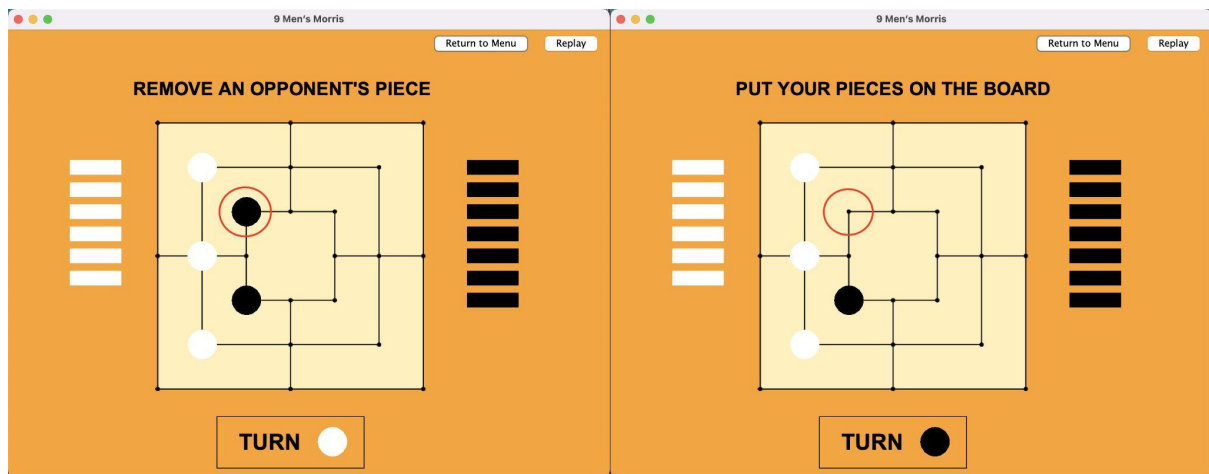 9 Men's Morris
Return to Menu
Replay
REMOVE AN OPPONENT'S PIECE
TURN
9 Men's Morris
Return to Menu
Replay
PUT YOUR PIECES ON THE BOARD
TURN